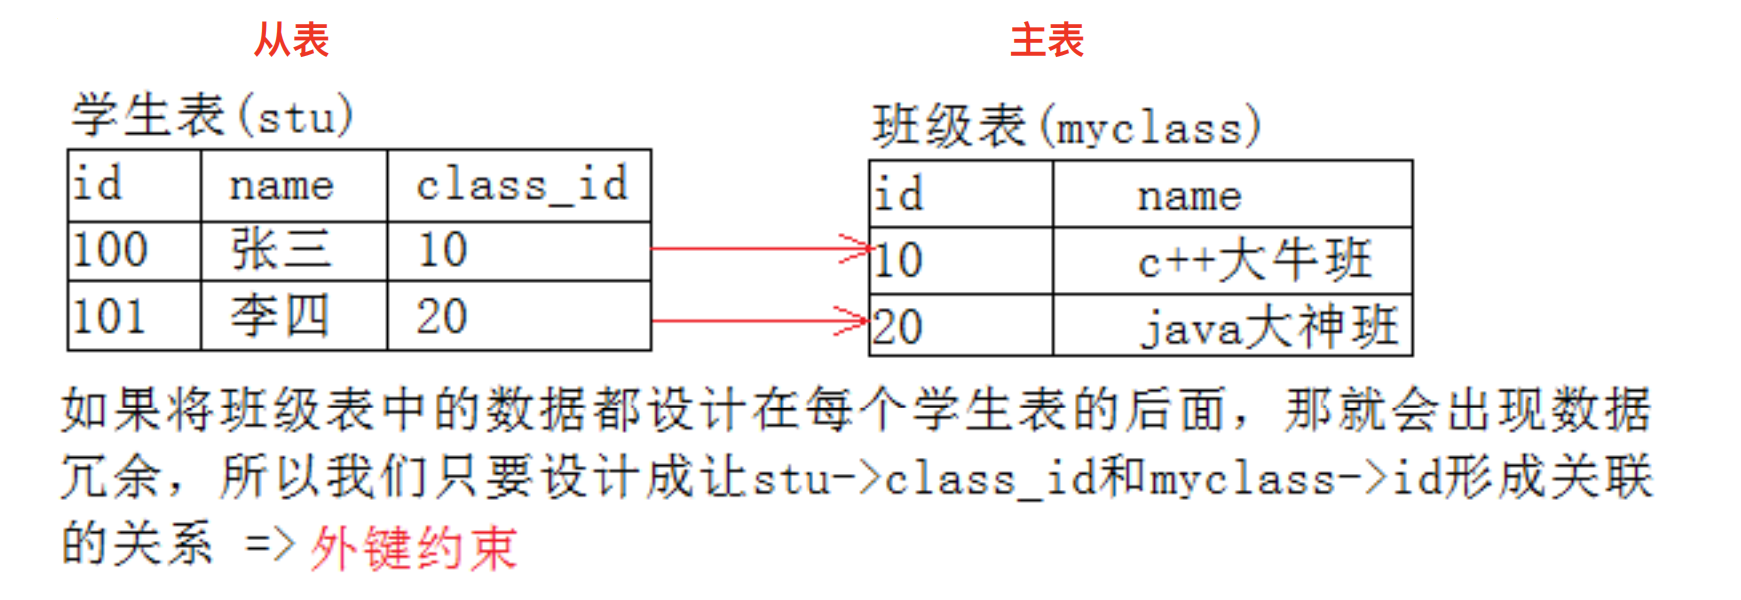 从表 主表
学生表(stu) 班级表(myclass)
id name class_id id name
100 张三 10 10 c++大牛班
101 李四 20 20 java大神班
如果将班级表中的数据都设计在每个学生表的后面，那就会出现数据
冗余，所以我们只要设计成让stu->class_id和myclass->id形成关联
的关系 => 外键约束